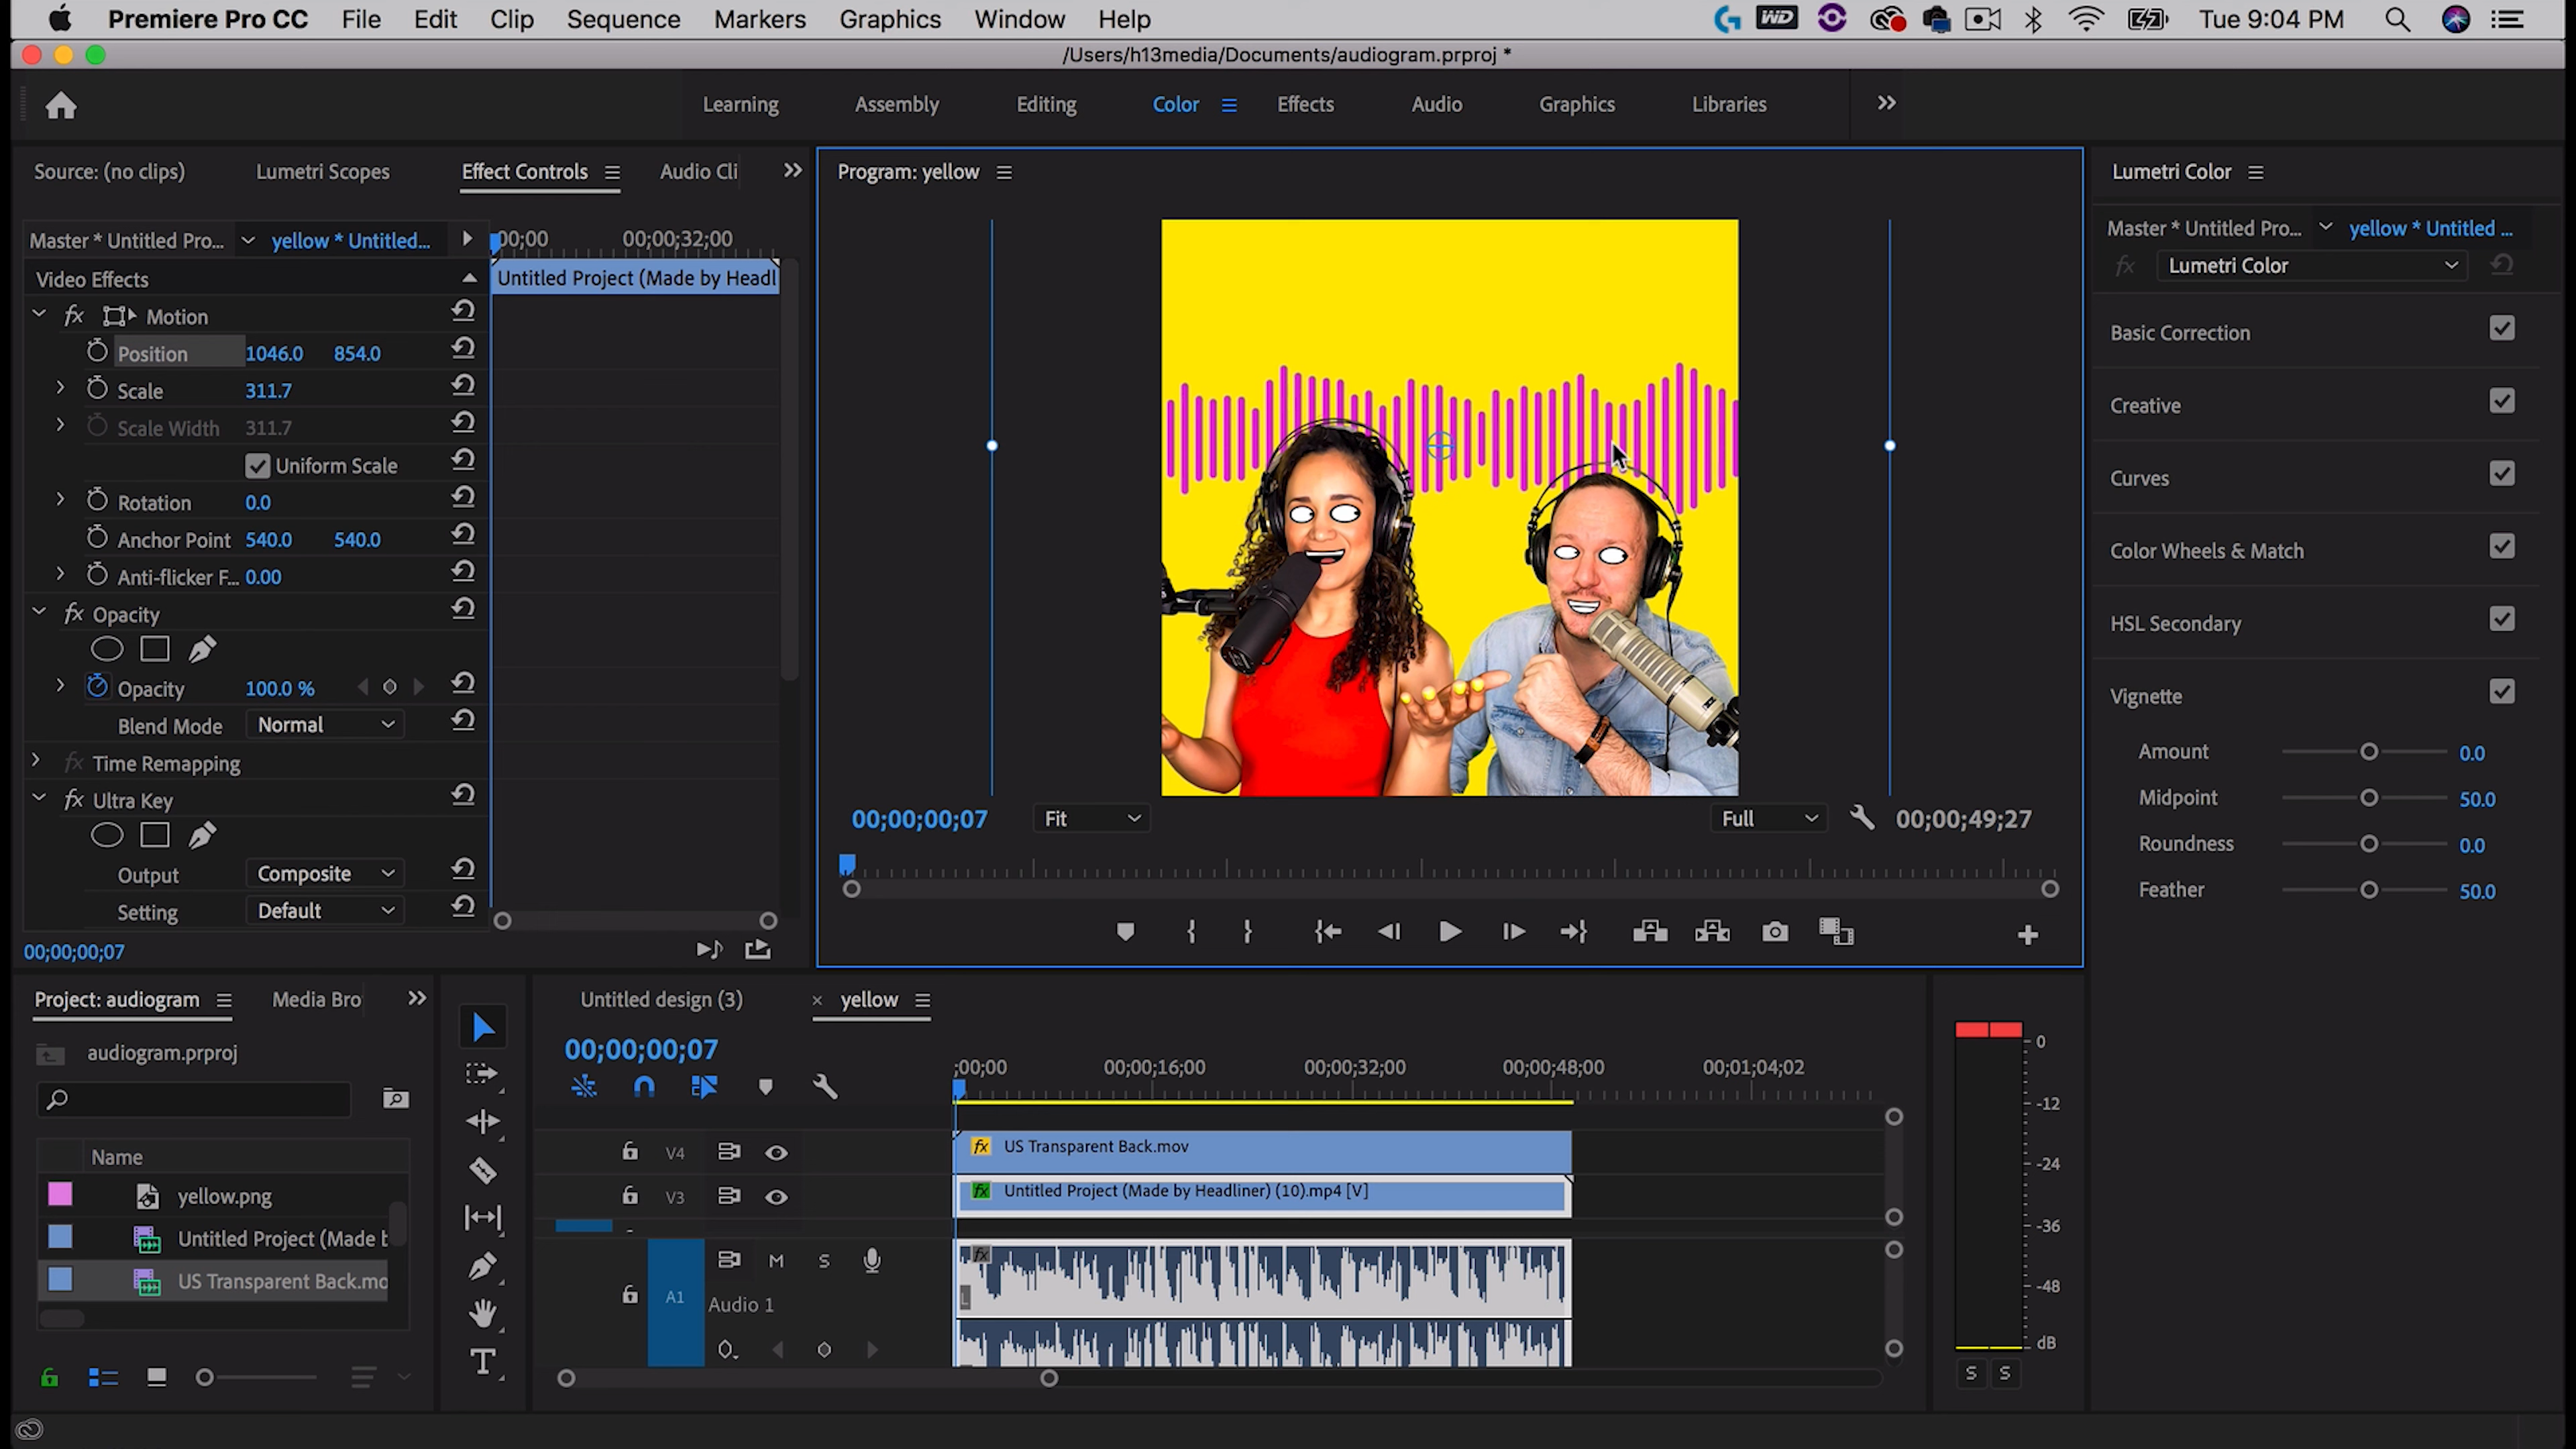 Premiere Pro CC File Edit Clip Sequence Markers Graphics Window Help
WD Tue 9:04 PM
/Users/h13media/Documents/audiogram.prproj *
Learning Assembly Editing Color Effects Audio Graphics Libraries
Source: (no clips) Lumetri Scopes Effect Controls Audio Cli
Program: yellow
Lumetri Color
Master * Untitled Pro... yellow * Untitled...
00;00 00;00;32;00
Video Effects
Untitled Project (Made by Headl
fx Motion
Position 1046.0 854.0
Scale 311.7
Scale Width 311.7
Uniform Scale
Rotation 0.0
Anchor Point 540.0 540.0
Anti-flicker F... 0.00
fx Opacity
Opacity 100.0 %
Blend Mode Normal
fx Time Remapping
fx Ultra Key
Output Composite
Setting Default
00;00;00;07
00;00;00;07 Fit Full 00;00;49;27
Master * Untitled Pro... yellow * Untitled ...
fx Lumetri Color
Basic Correction
Creative
Curves
Color Wheels & Match
HSL Secondary
Vignette
Amount 0.0
Midpoint 50.0
Roundness 0.0
Feather 50.0
Project: audiogram Media Bro
audiogram.prproj
Name
yellow.png
Untitled Project (Made b
US Transparent Back.mo
T
Untitled design (3) × yellow
00;00;00;07
;00;00 00;00;16;00 00;00;32;00 00;00;48;00 00;01;04;02
V4 fx US Transparent Back.mov
V3 fx Untitled Project (Made by Headliner) (10).mp4 [V]
M S fx
A1 Audio 1 L
0
-12
-24
-36
-48
dB
S S